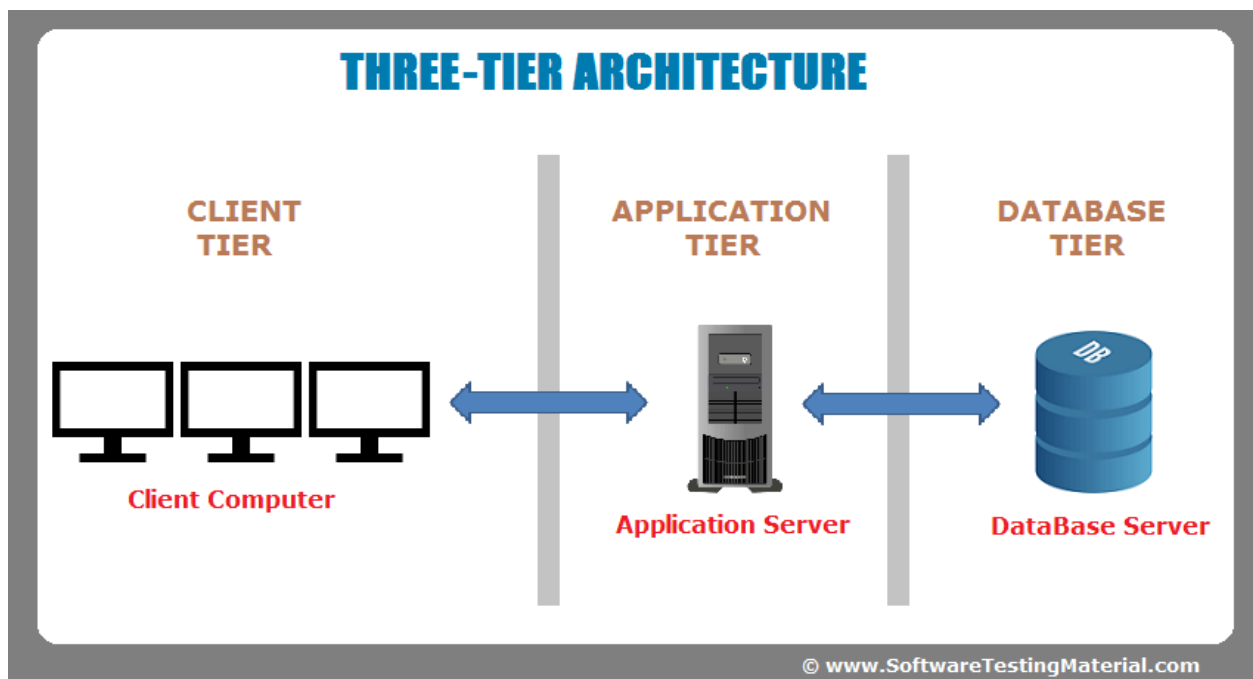 THREE-TIER ARCHITECTURE
CLIENT
TIER
APPLICATION
TIER
DATABASE
TIER
DB
Client Computer
Application Server
DataBase Server
© www.SoftwareTestingMaterial.com